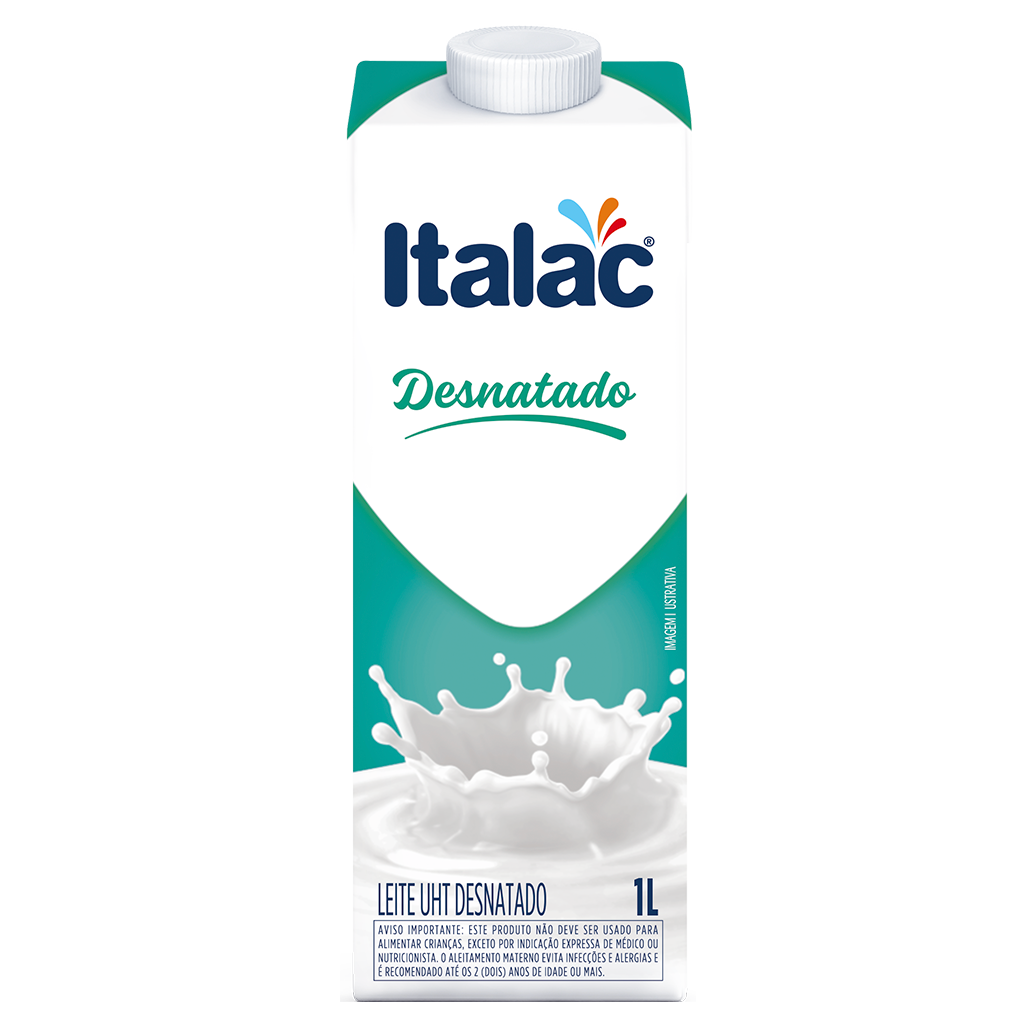 Italac®
Desnatado
IMAGEM I USTRATIVA
LEITE UHT DESNATADO 1L
AVISO IMPORTANTE: ESTE PRODUTO NÃO DEVE SER USADO PARA
ALIMENTAR CRIANÇAS, EXCETO POR INDICAÇÃO EXPRESSA DE MÉDICO OU
NUTRICIONISTA. O ALEITAMENTO MATERNO EVITA INFECÇÕES E ALERGIAS E
É RECOMENDADO ATÉ OS 2 (DOIS) ANOS DE IDADE OU MAIS.